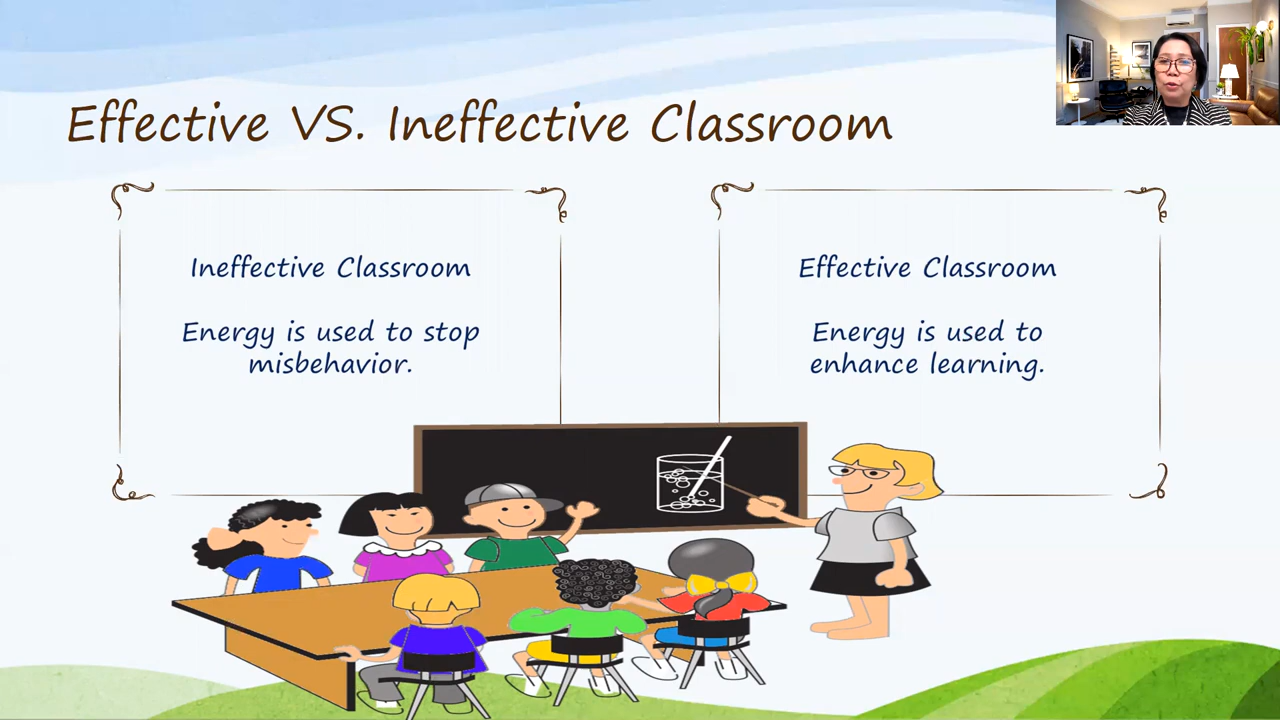 Effective VS. Ineffective Classroom
Ineffective Classroom
Energy is used to stop
misbehavior.
Effective Classroom
Energy is used to
enhance learning.